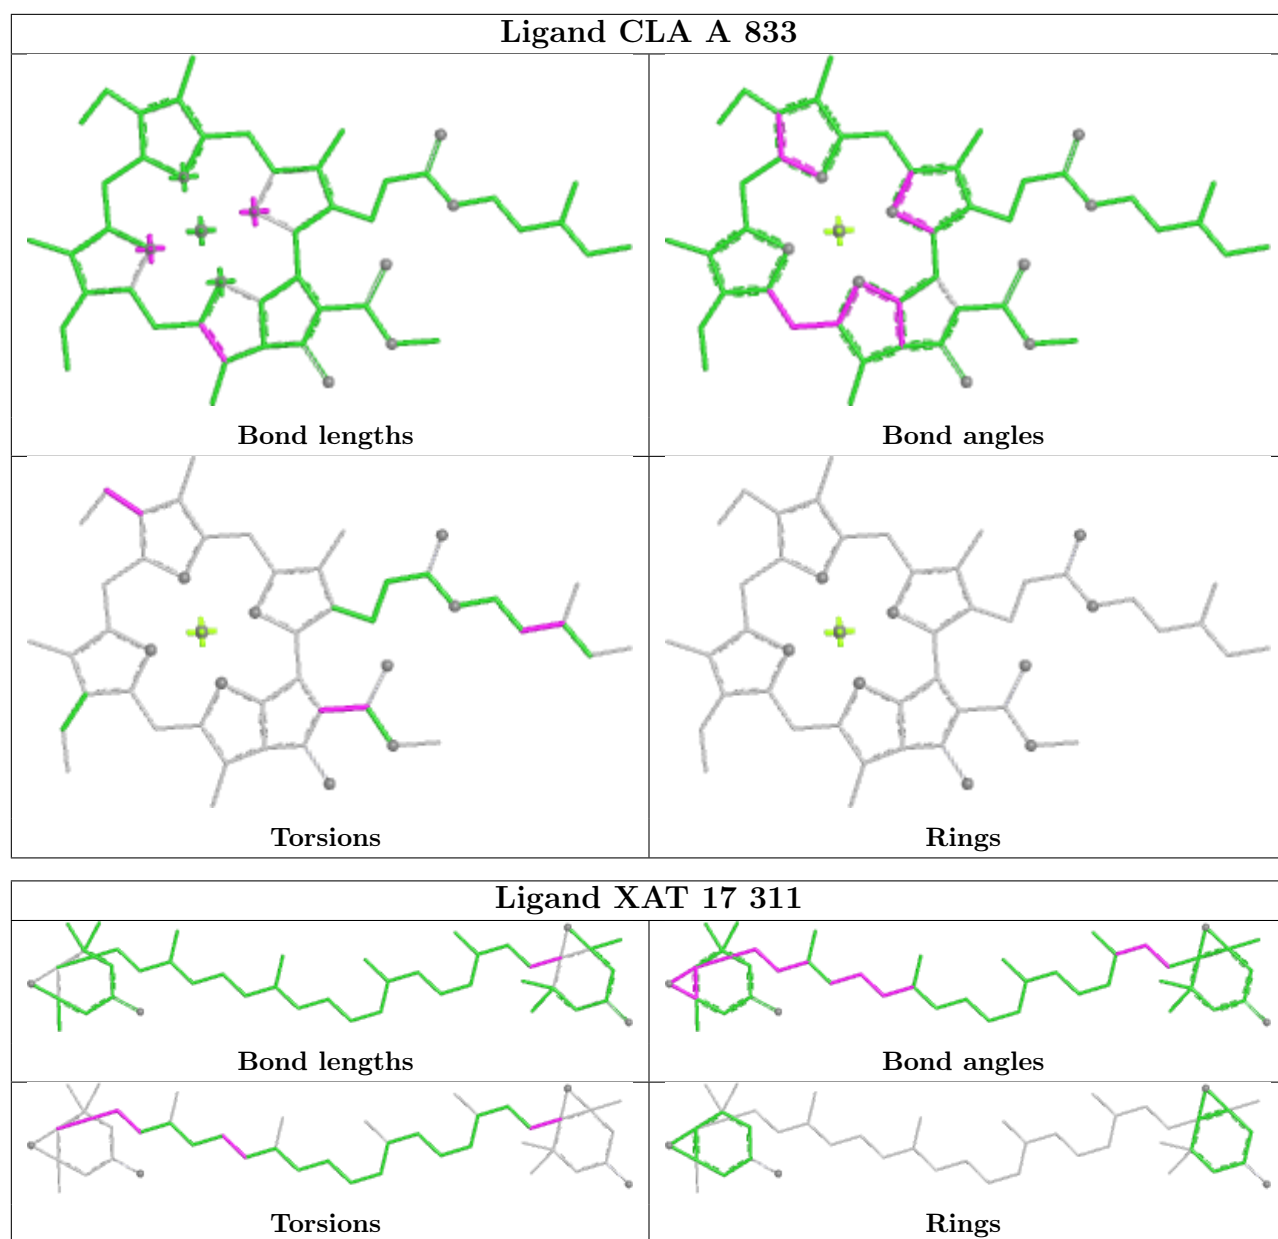 Ligand CLA A 833
Bond lengths
Bond angles
Torsions
Rings
Ligand XAT 17 311
Bond lengths
Bond angles
Torsions
Rings